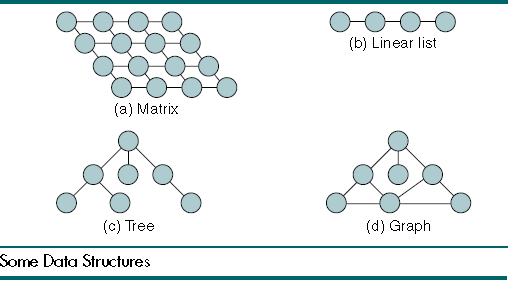 (a) Matrix
(b) Linear list
(c) Tree
(d) Graph
Some Data Structures